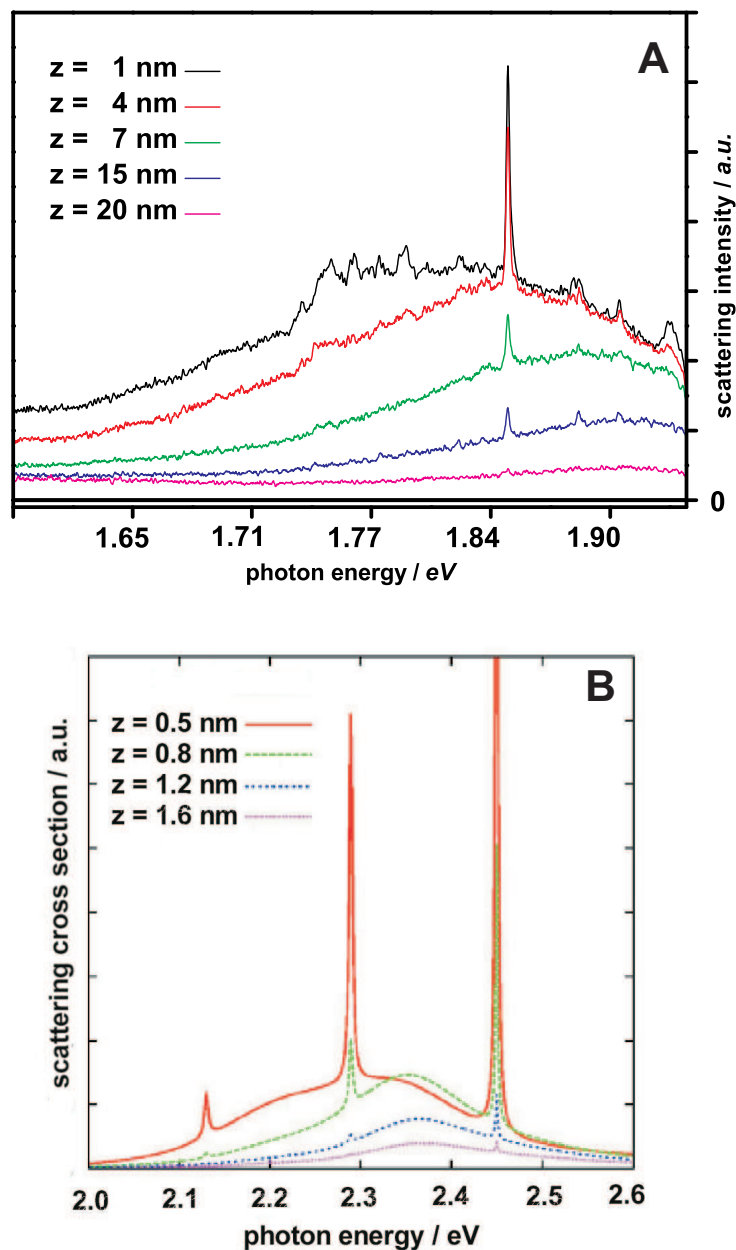 A
z = 1 nm
z = 4 nm
z = 7 nm
z = 15 nm
z = 20 nm
scattering intensity / a.u.
0
1.65 1.71 1.77 1.84 1.90
photon energy / eV
B
z = 0.5 nm
z = 0.8 nm
z = 1.2 nm
z = 1.6 nm
scattering cross section / a.u.
2.0 2.1 2.2 2.3 2.4 2.5 2.6
photon energy / eV